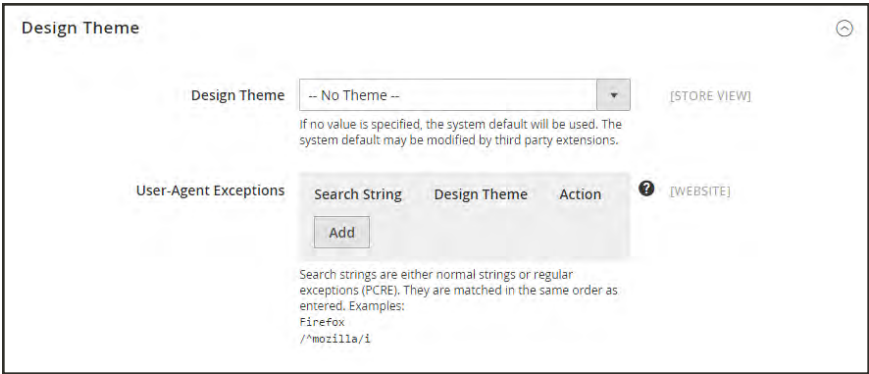 Design Theme
Design Theme -- No Theme -- [STORE VIEW]
If no value is specified, the system default will be used. The
system default may be modified by third party extensions.
User-Agent Exceptions Search String Design Theme Action ? [WEBSITE]
Add
Search strings are either normal strings or regular
exceptions (PCRE). They are matched in the same order as
entered. Examples:
Firefox
/^mozilla/i